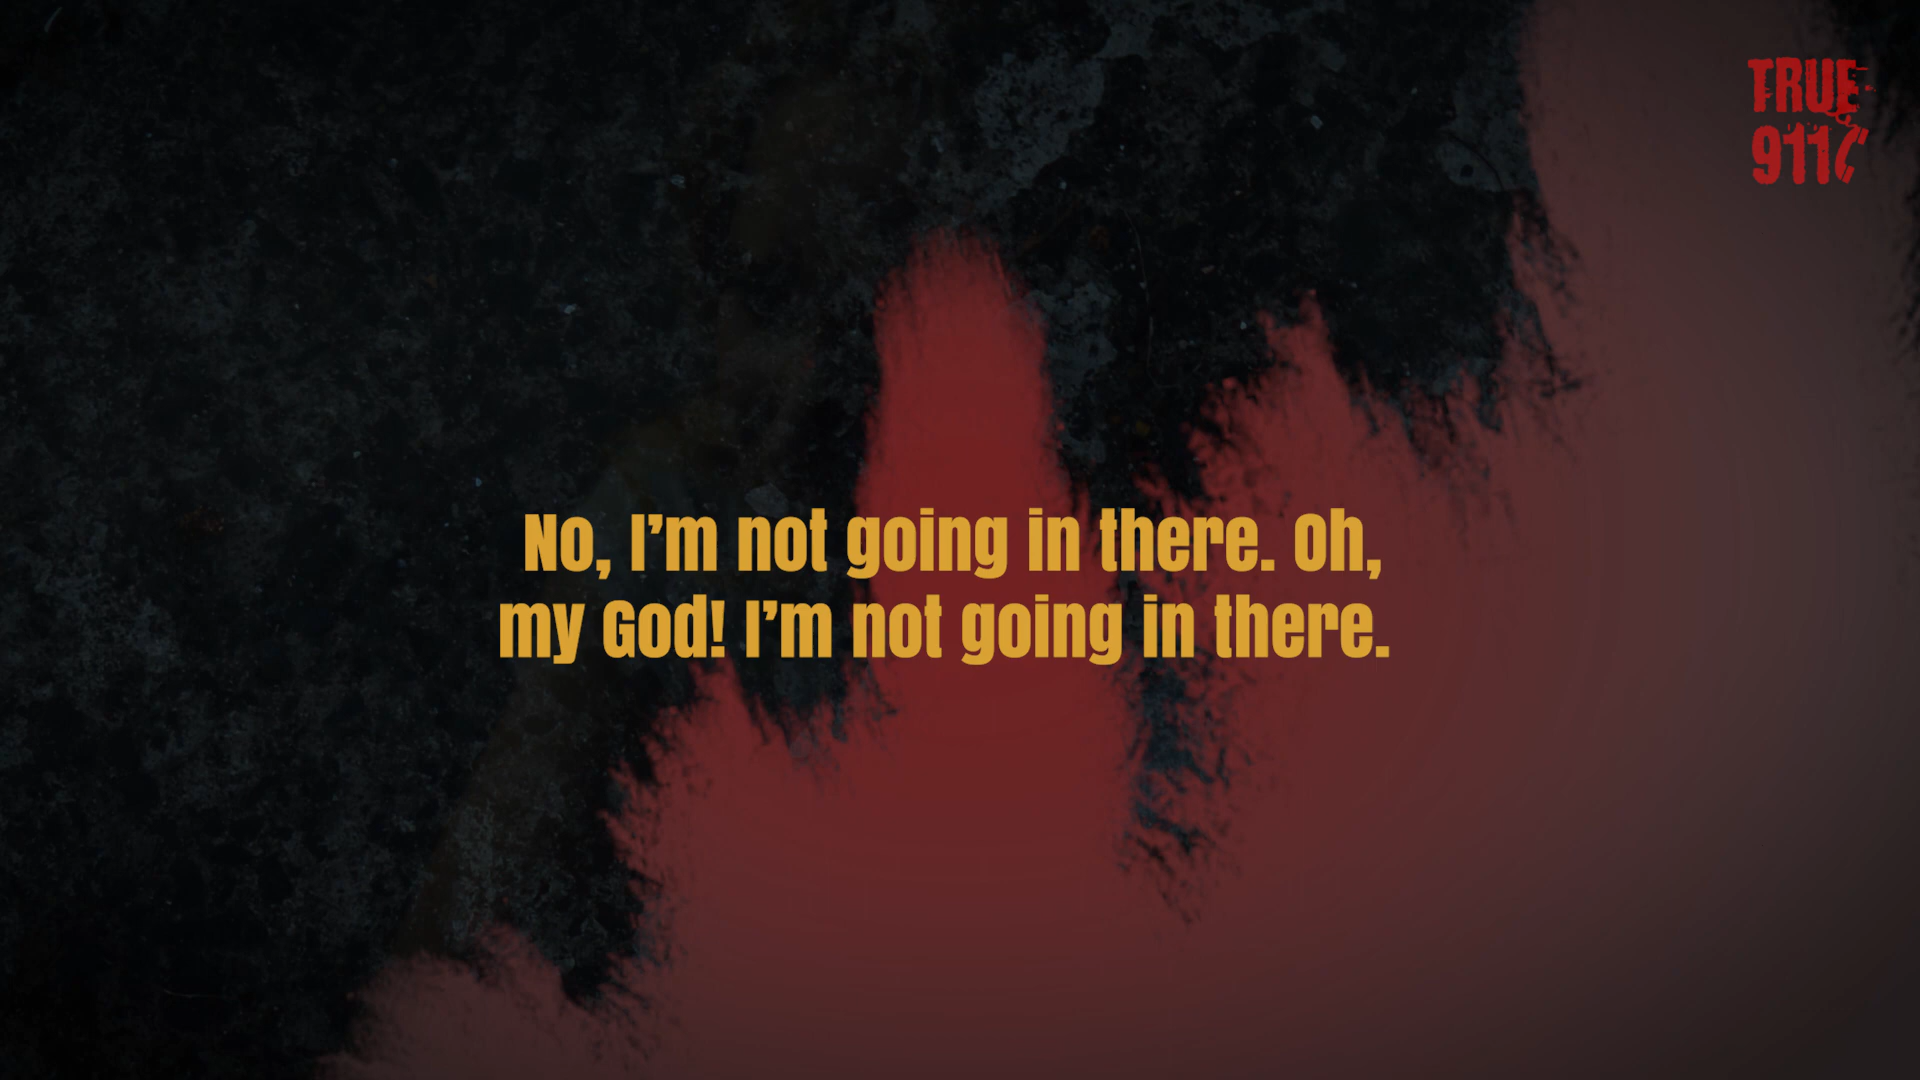 TRUE
911
No, I’m not going in there. Oh,
my God! I’m not going in there.